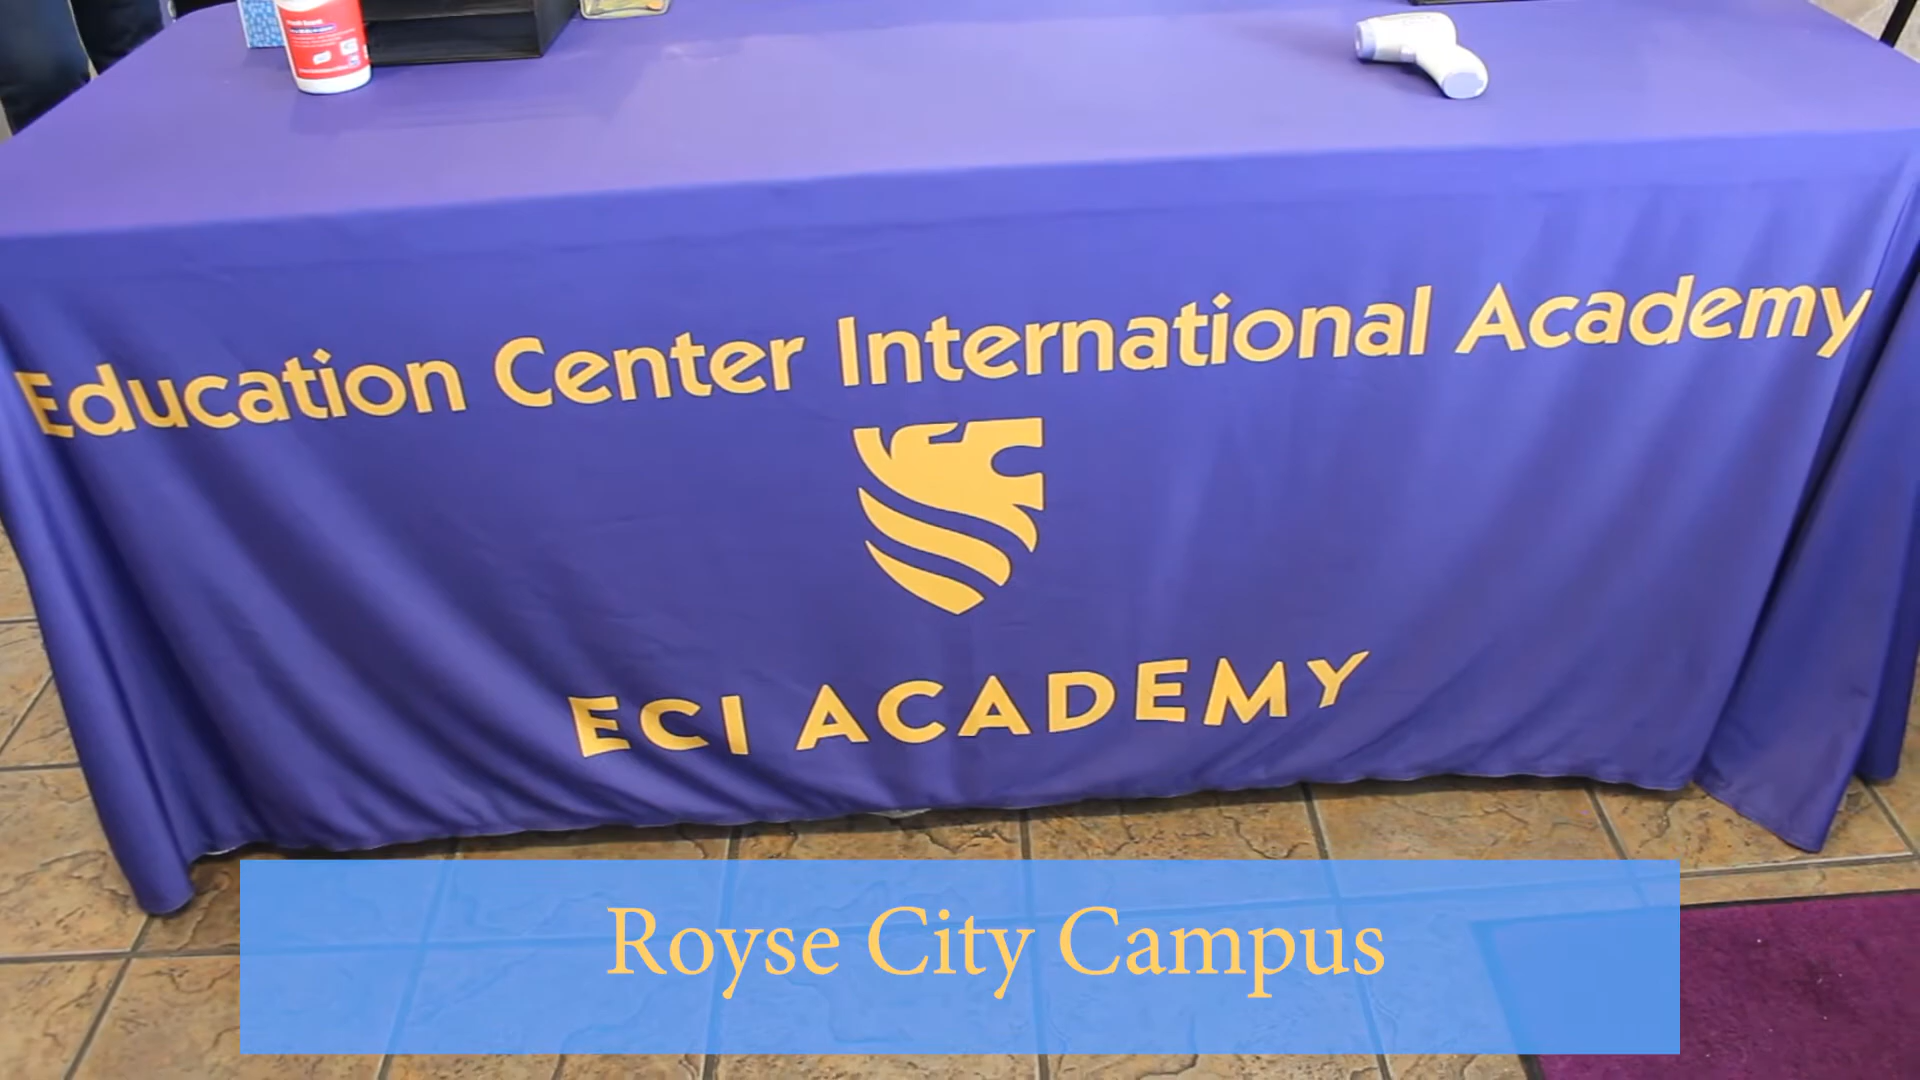 Education Center International Academy
ECI ACADEMY
Royse City Campus